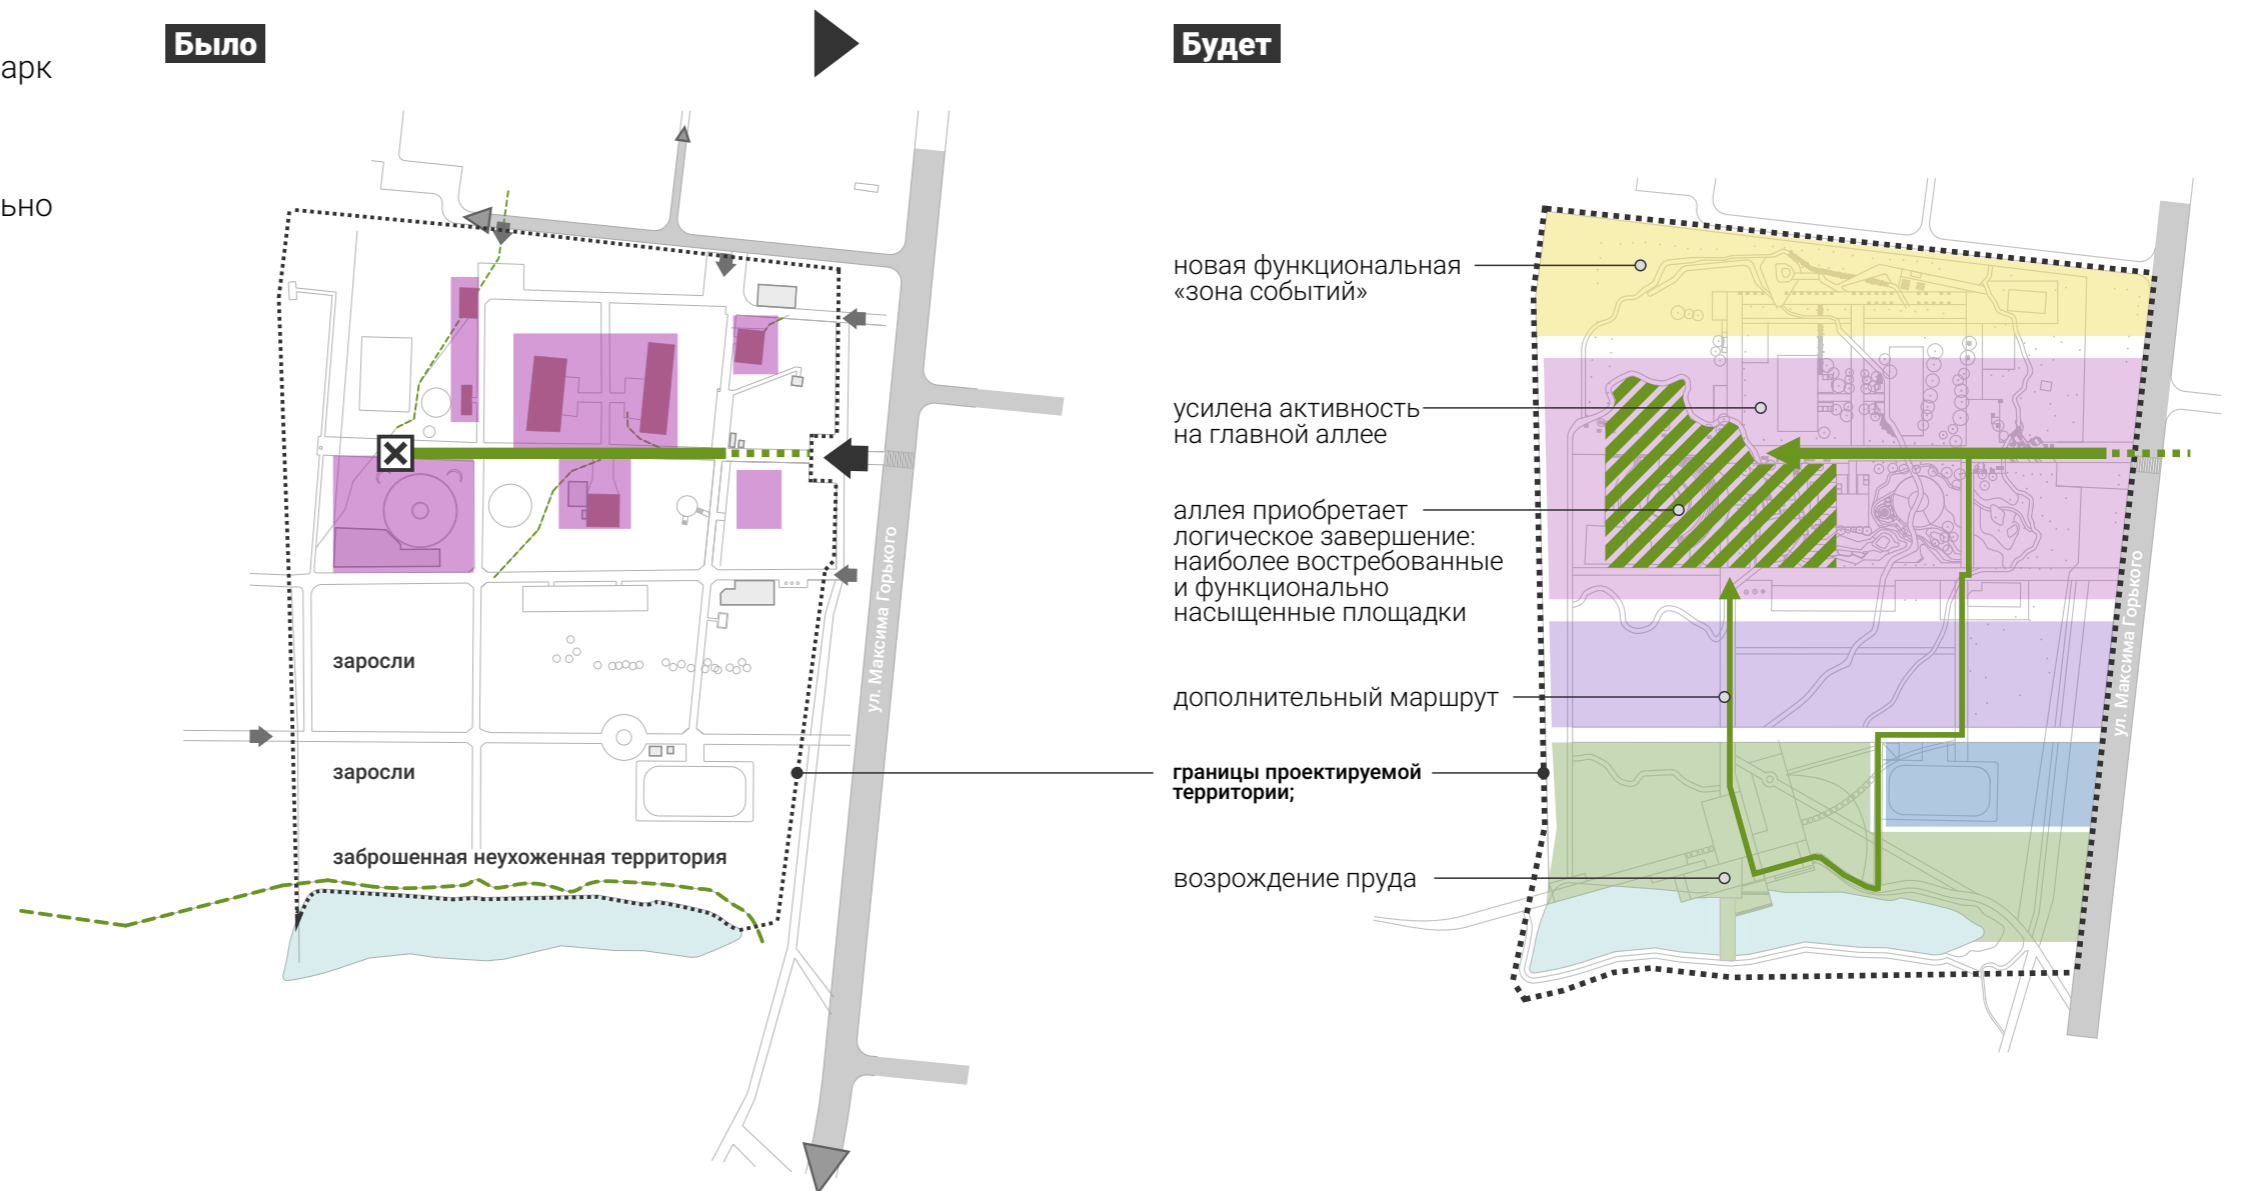 арк
ьно
Было
ул. Максима Горького
заросли
заросли
заброшенная неухоженная территория
Будет
новая функциональная
«зона событий»
усилена активность
на главной аллее
аллея приобретает
логическое завершение:
наиболее востребованные
и функционально
насыщенные площадки
дополнительный маршрут
границы проектируемой
территории;
возрождение пруда
ул. Максима Горького